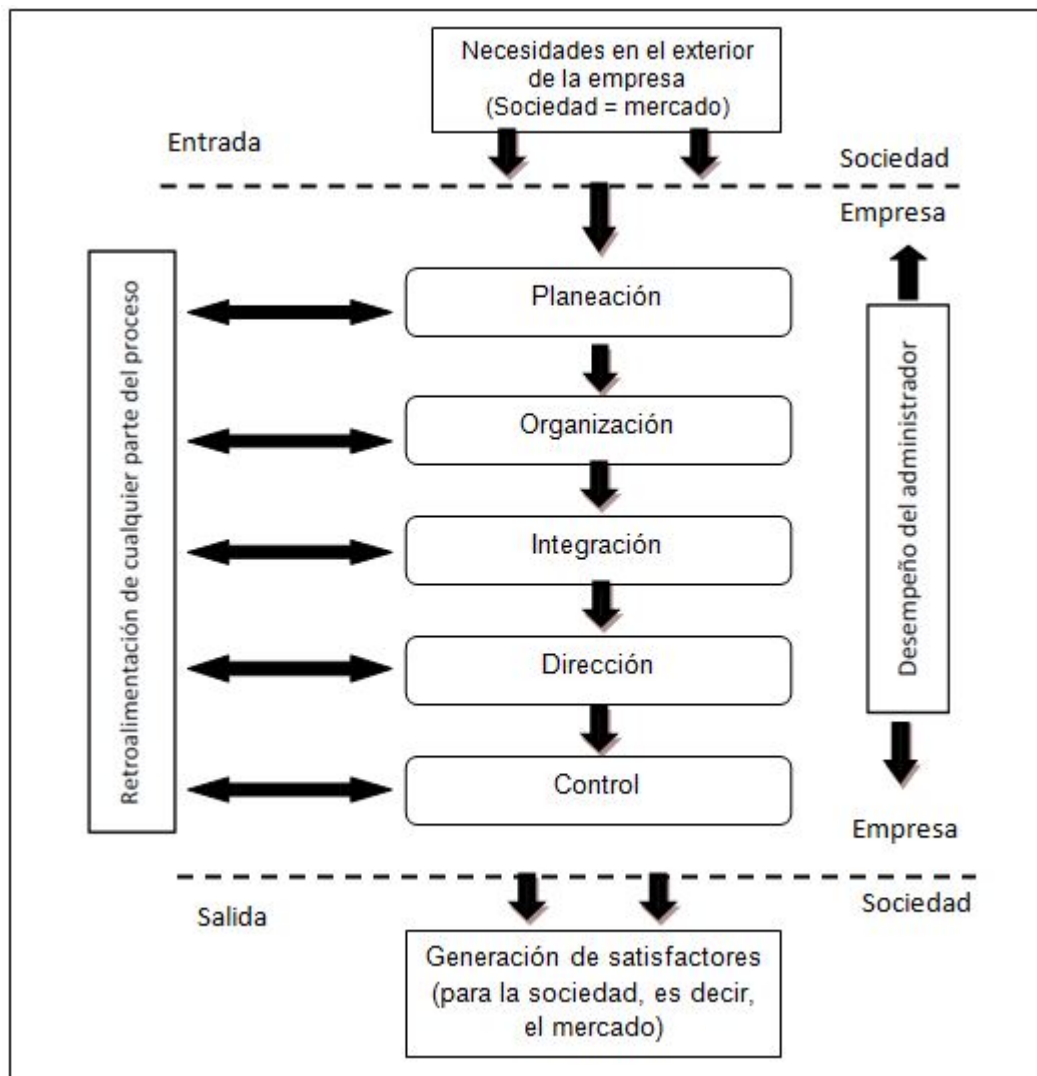 Necesidades en el exterior
de la empresa
(Sociedad = mercado)
Entrada
Sociedad
Empresa
Planeación
Organización
Integración
Dirección
Control
Retroalimentación de cualquier parte del proceso
Desempeño del administrador
Empresa
Sociedad
Salida
Generación de satisfactores
(para la sociedad, es decir,
el mercado)